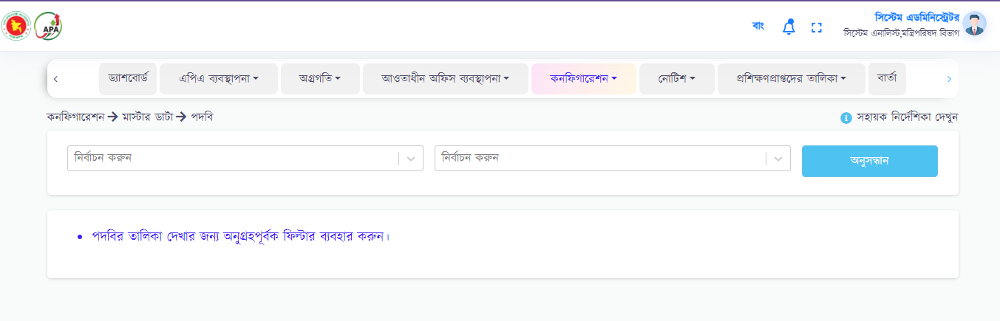 APA
বাং
সিস্টেম এডমিনিস্ট্রেটর
সিস্টেম এনালিস্ট,মন্ত্রিপরিষদ বিভাগ
ড্যাশবোর্ড এপিএ ব্যবস্থাপনা অগ্রগতি আওতাধীন অফিস ব্যবস্থাপনা কনফিগারেশন নোটিশ প্রশিক্ষণপ্রাপ্তদের তালিকা বার্তা
কনফিগারেশন → মাস্টার ডাটা → পদবি
সহায়ক নির্দেশিকা দেখুন
নির্বাচন করুন নির্বাচন করুন অনুসন্ধান
• পদবির তালিকা দেখার জন্য অনুগ্রহপূর্বক ফিল্টার ব্যবহার করুন।